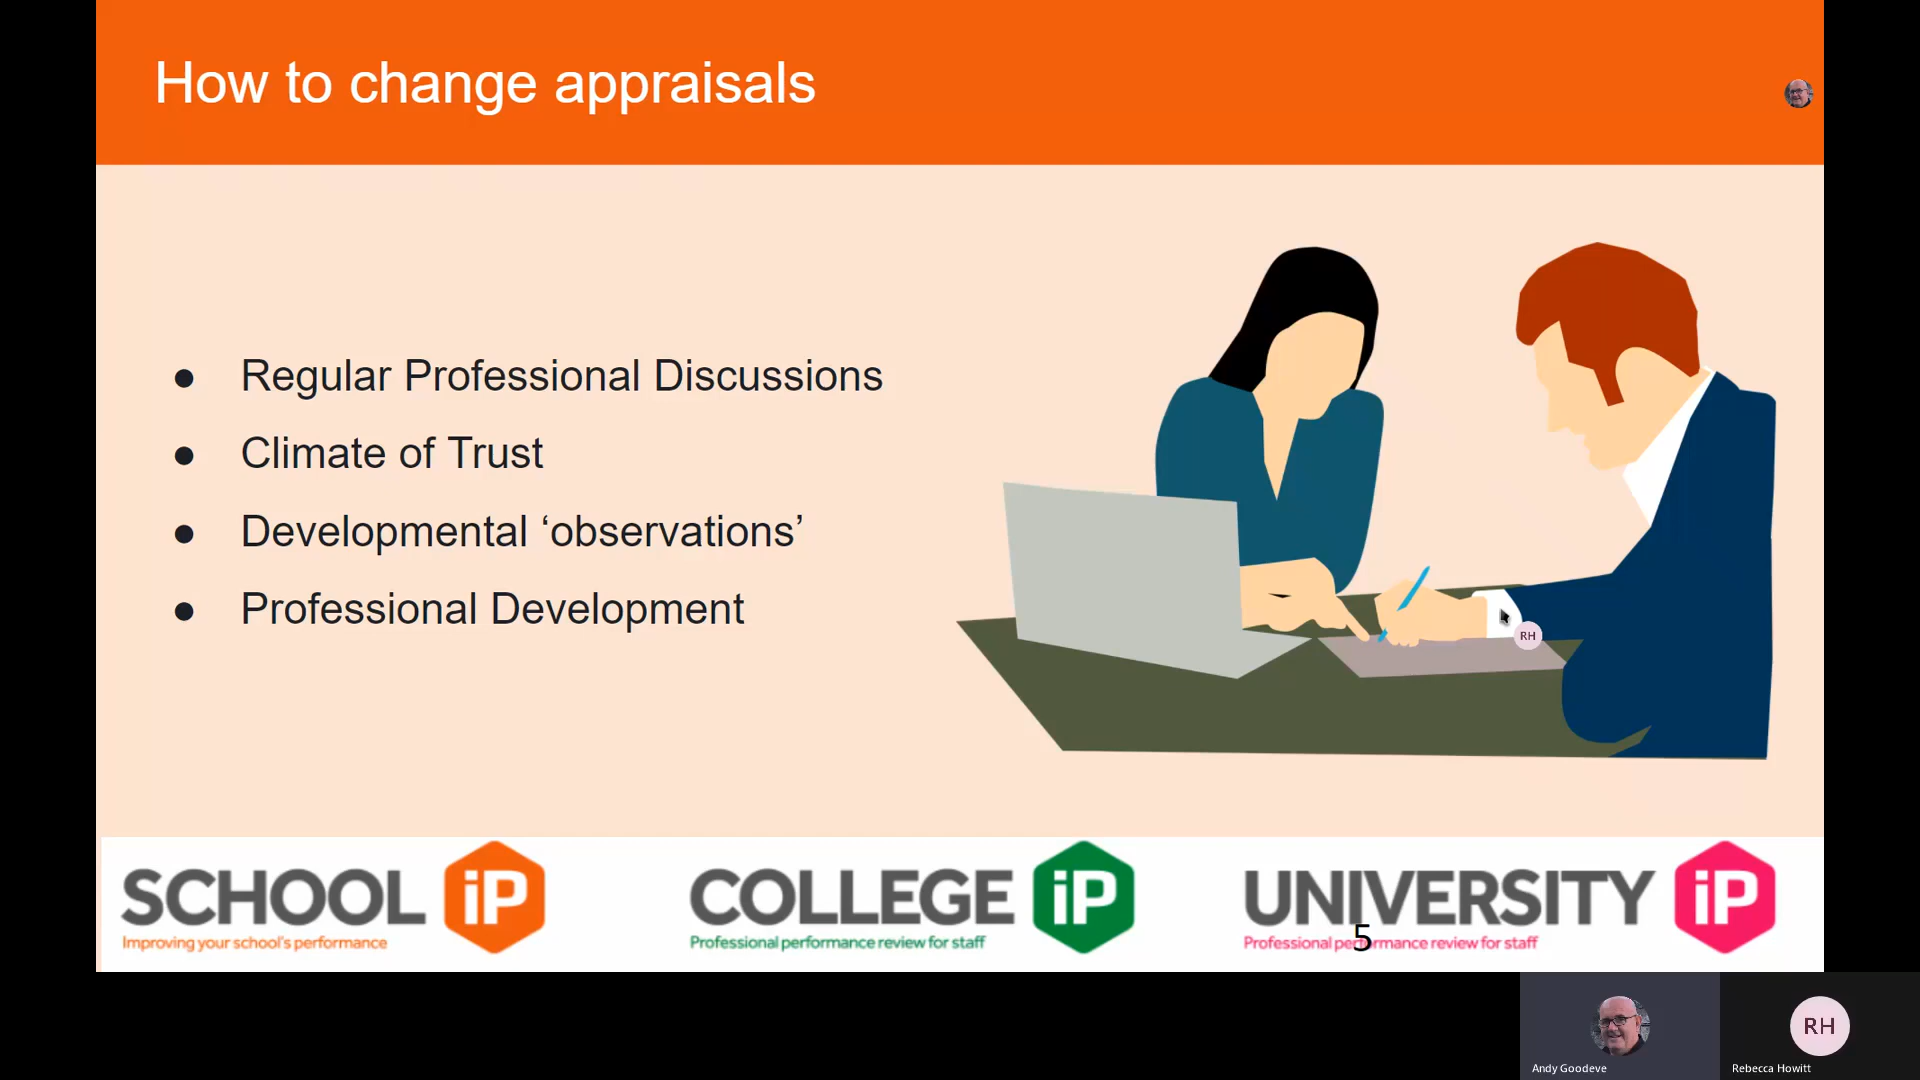 How to change appraisals
● Regular Professional Discussions
● Climate of Trust
● Developmental ‘observations’
● Professional Development
RH
SCHOOL iP
Improving your school's performance
COLLEGE iP
Professional performance review for staff
UNIVERSITY iP
Professional performance review for staff
5
RH
Andy Goodeve
Rebecca Howitt